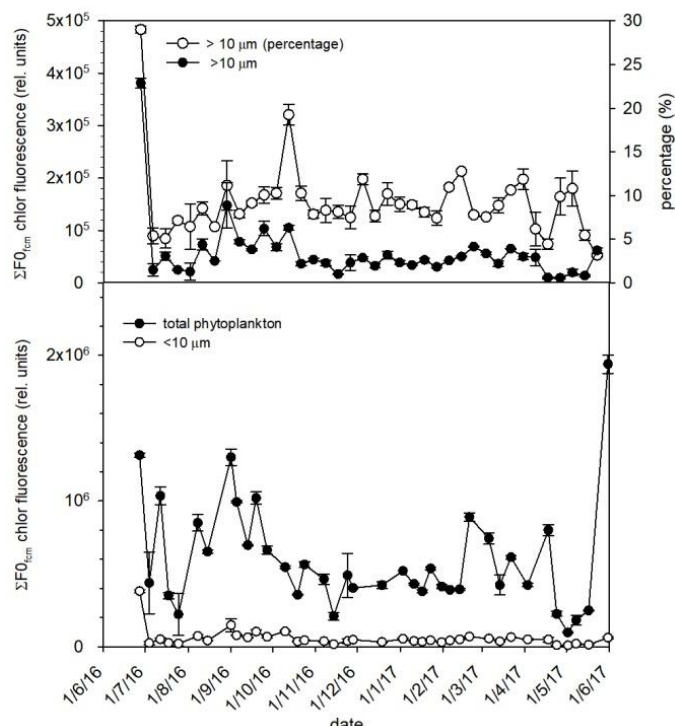 5x10⁵
4x10⁵
3x10⁵
2x10⁵
10⁵
0
ΣF0fcm chlor fluorescence (rel. units)
> 10 μm (percentage)
>10 μm
30
25
20
15
10
5
0
percentage (%)
2x10⁶
10⁶
0
ΣF0fcm chlor fluorescence (rel. units)
total phytoplankton
<10 μm
1/6/16
1/7/16
1/8/16
1/9/16
1/10/16
1/11/16
1/12/16
1/1/17
1/2/17
1/3/17
1/4/17
1/5/17
1/6/17
date